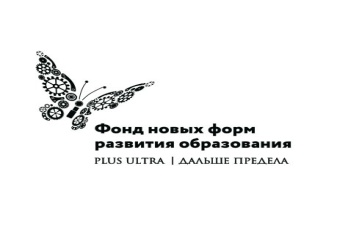 Фонд новых форм
развития образования
PLUS ULTRA | ДАЛЬШЕ ПРЕДЕЛА